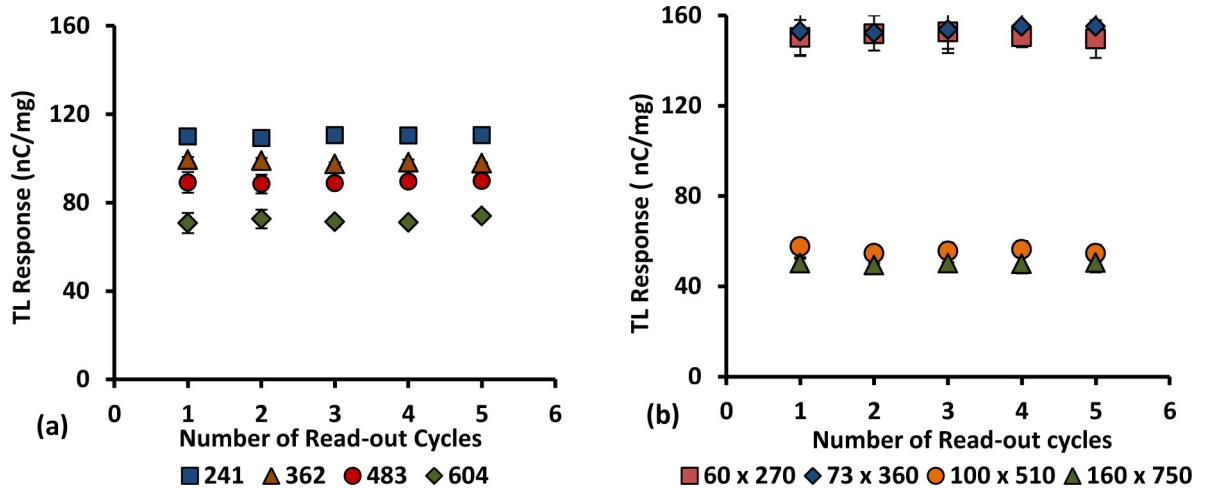 160
120
80
40
0
0 1 2 3 4 5 6
TL Response (nC/mg)
(a)
Number of Read-out Cycles
241 362 483 604
160
120
80
40
0
0 1 2 3 4 5 6
TL Response ( nC/mg)
(b)
Number of Read-out cycles
60 x 270 73 x 360 100 x 510 160 x 750